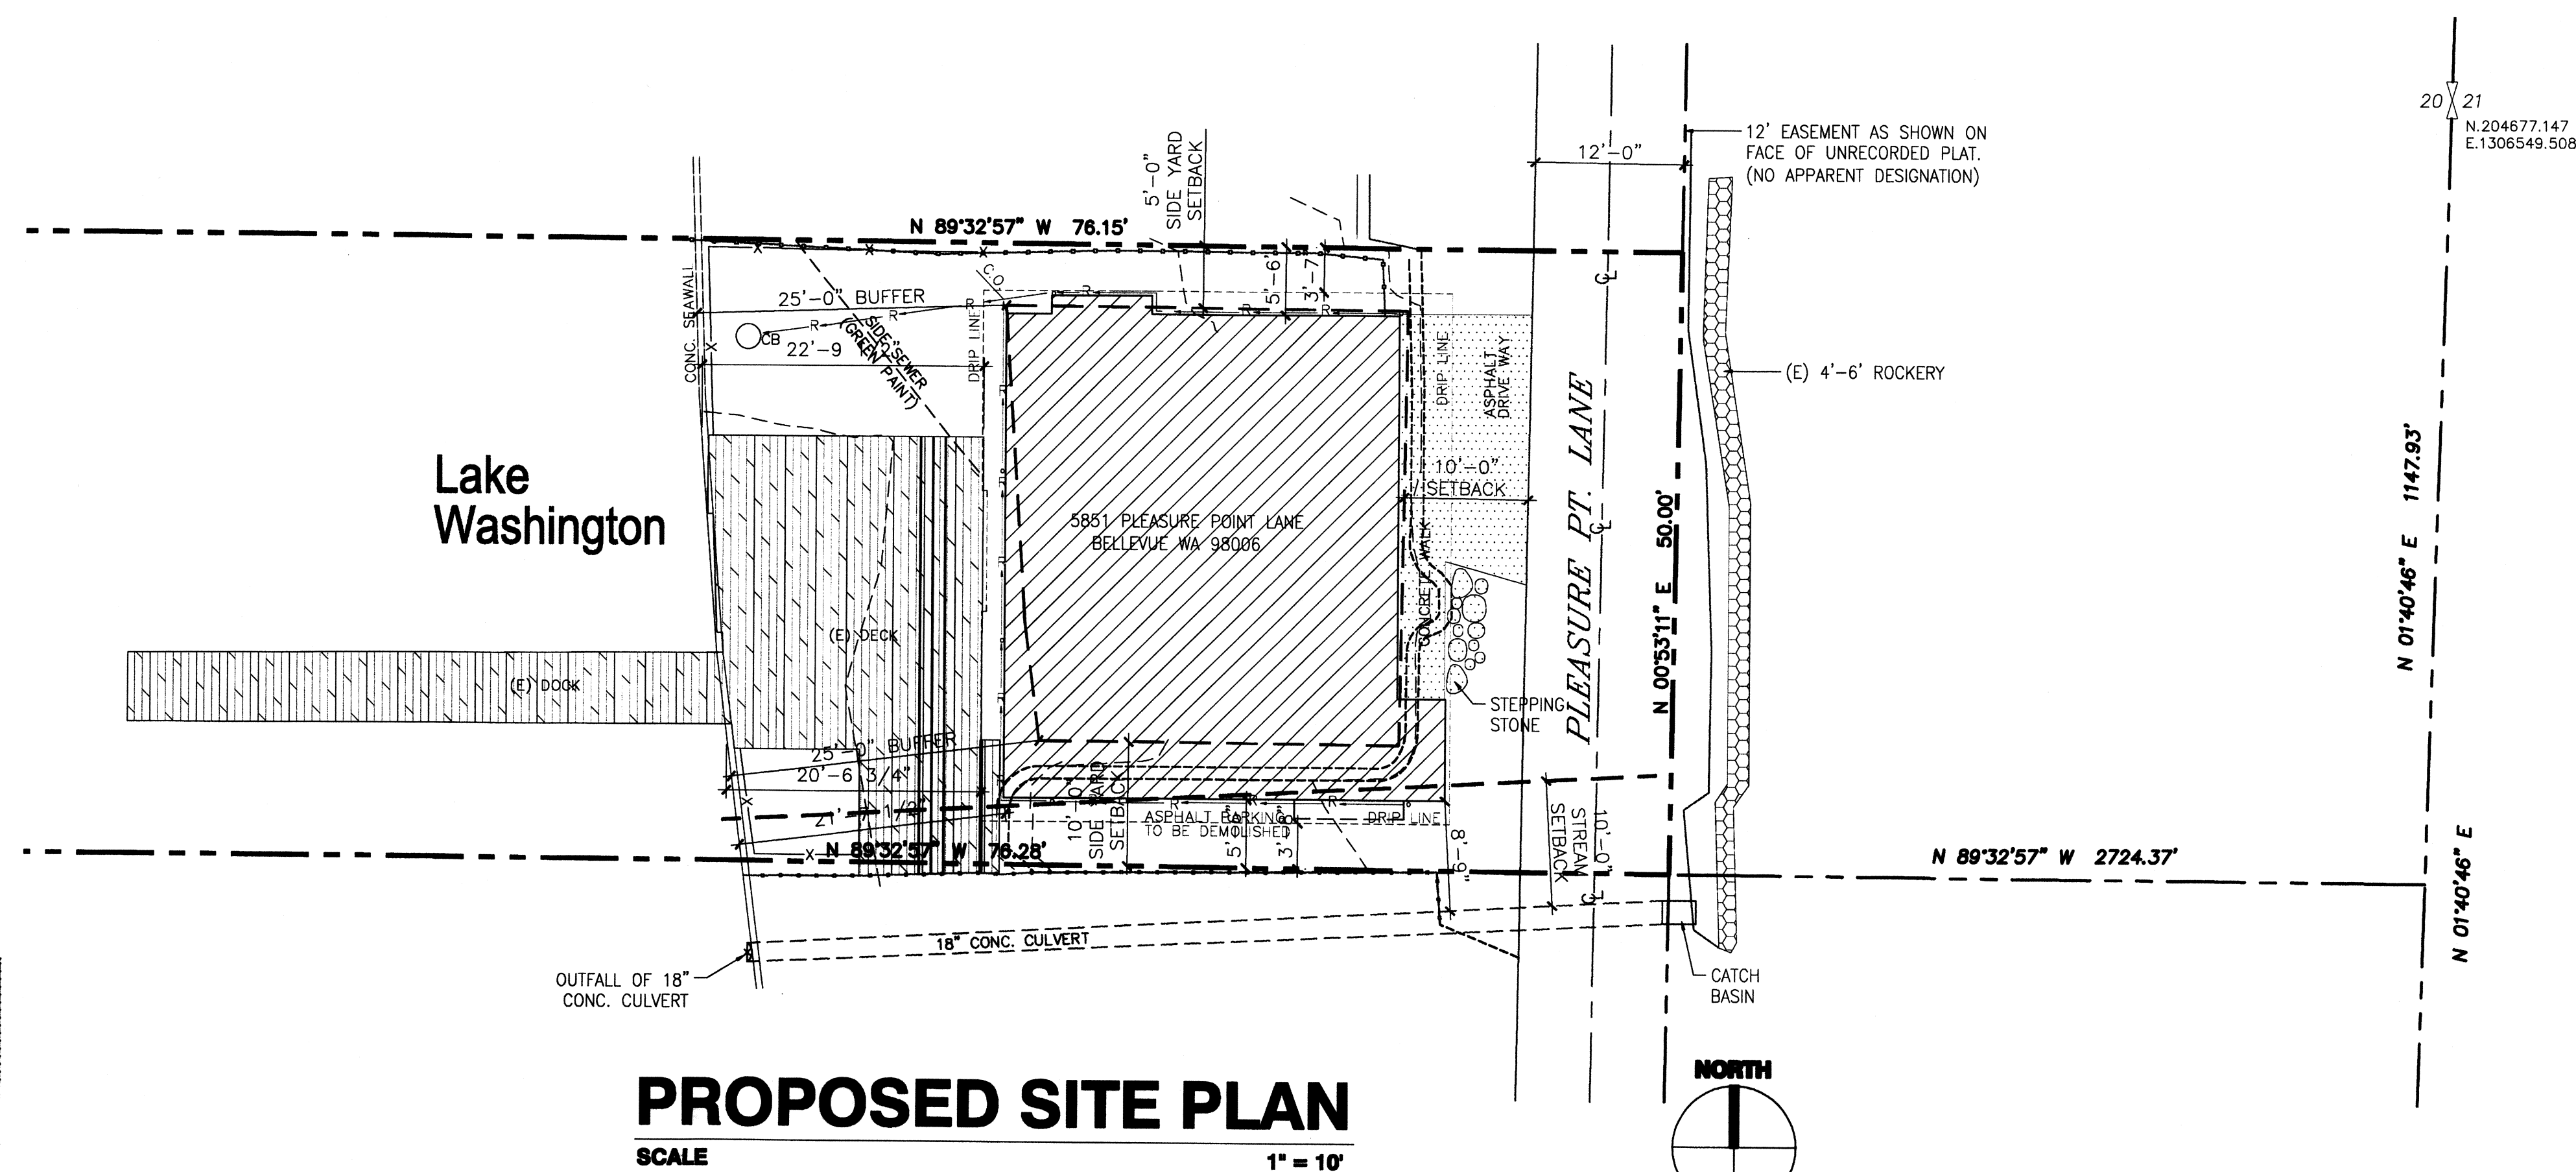 20 21
N.204677.147
E.1306549.508
12' EASEMENT AS SHOWN ON
FACE OF UNRECORDED PLAT.
(NO APPARENT DESIGNATION)
12'-0"
5'-0"
SIDE YARD
SETBACK
N 89°32'57" W 76.15'
CONC. SEAWALL
25'-0" BUFFER
C.O.
5'-6"
3'-7"
CB
22'-9
SIDE SEWER
(GREEN PAINT)
DRIP LINE
DRIP LINE
ASPHALT
DRIVE WAY
(E) 4'-6' ROCKERY
Lake
Washington
10'-0"
SETBACK
5851 PLEASURE POINT LANE
BELLEVUE WA 98006
CONCRETE WALK
PLEASURE PT. LANE
N 00°53'11" E 50.00'
N 01°40'46" E 1147.93'
(E) DECK
(E) DOCK
STEPPING
STONE
25'-0" BUFFER
20'-6 3/4"
21'-7 1/2"
10'-0"
SIDE YARD
SETBACK
ASPHALT PARKING
TO BE DEMOLISHED
DRIP LINE
3'-8"
8'-9"
10'-0"
STREAM
SETBACK
N 89°32'57" W 76.28'
N 89°32'57" W 2724.37'
N 01°40'46" E
18" CONC. CULVERT
OUTFALL OF 18"
CONC. CULVERT
CATCH
BASIN
PROPOSED SITE PLAN
SCALE 1" = 10'
NORTH